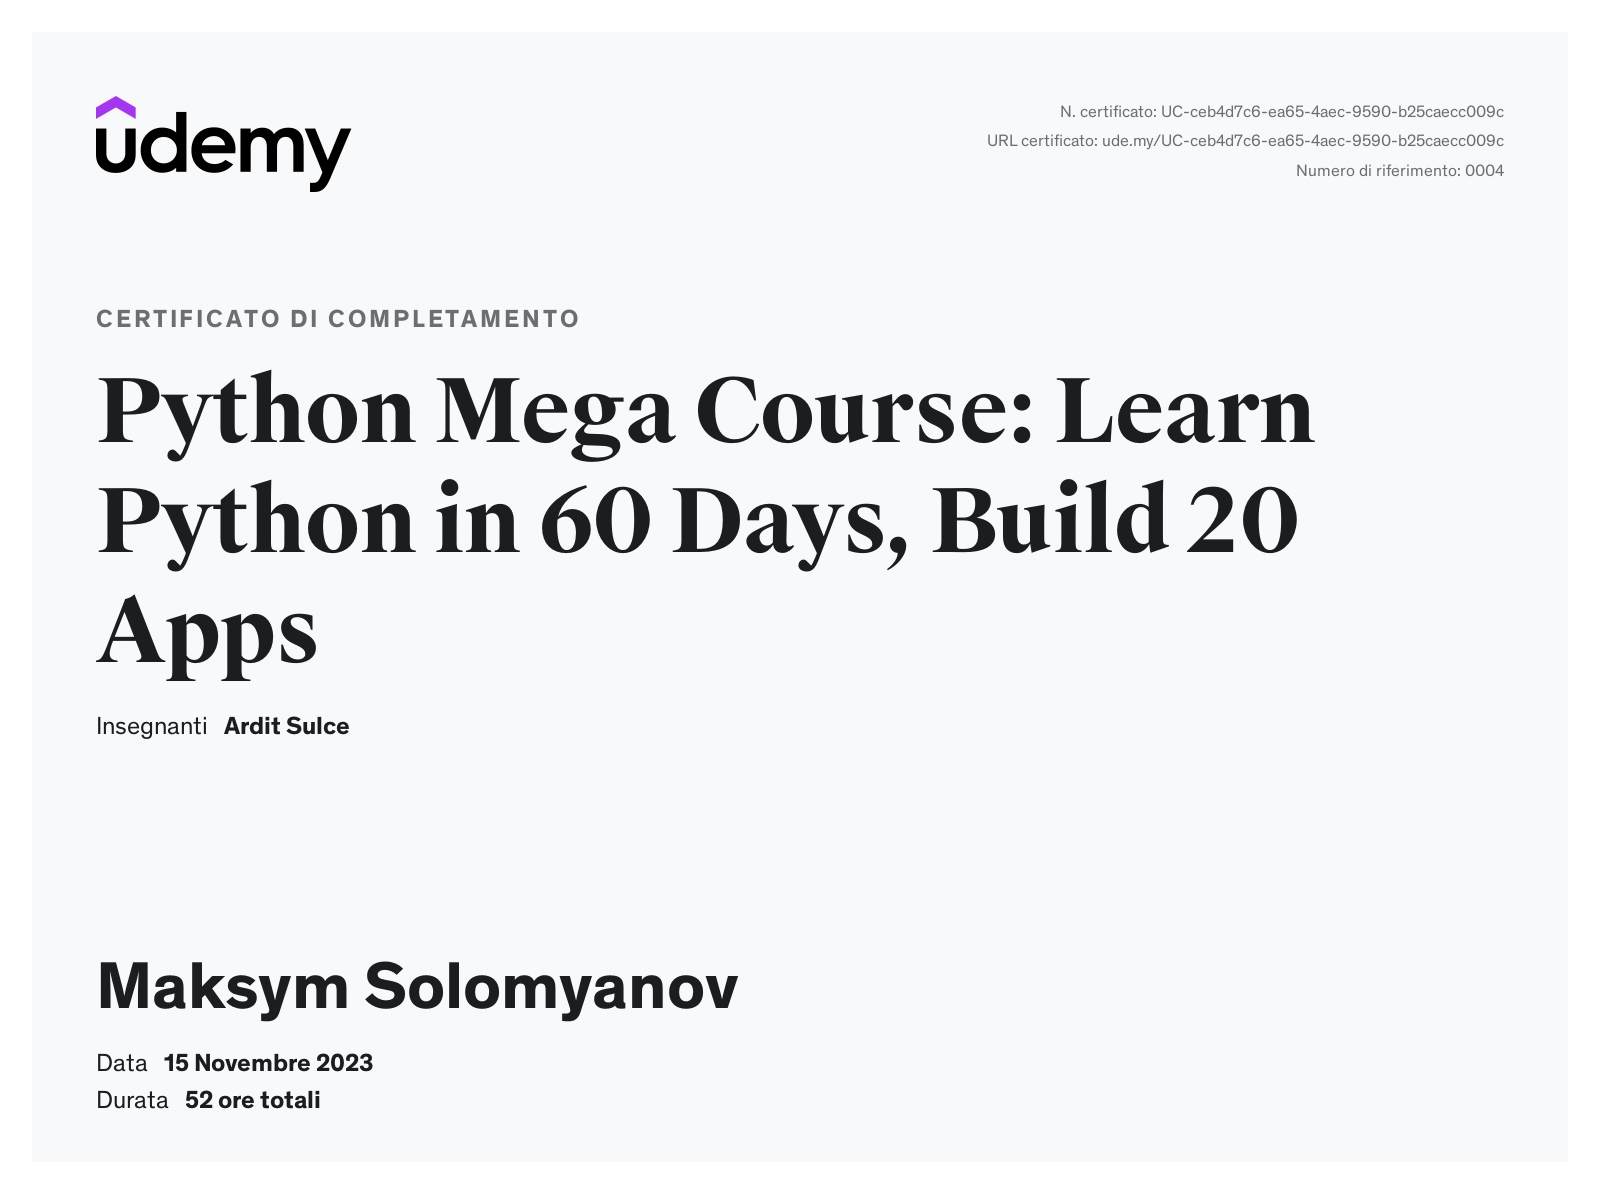 udemy
N. certificato: UC-ceb4d7c6-ea65-4aec-9590-b25caecc009c
URL certificato: ude.my/UC-ceb4d7c6-ea65-4aec-9590-b25caecc009c
Numero di riferimento: 0004
CERTIFICATO DI COMPLETAMENTO
Python Mega Course: Learn
Python in 60 Days, Build 20
Apps
Insegnanti Ardit Sulce
Maksym Solomyanov
Data 15 Novembre 2023
Durata 52 ore totali